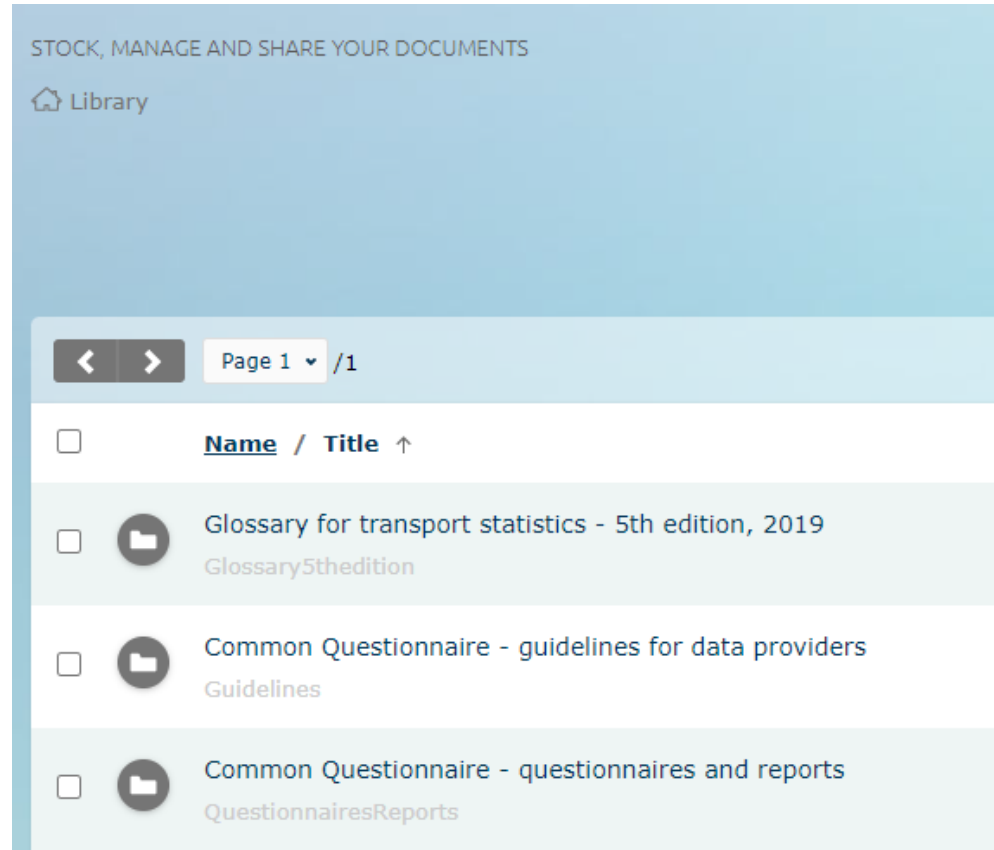 STOCK, MANAGE AND SHARE YOUR DOCUMENTS
Library
Page 1 /1
Name / Title ↑
Glossary for transport statistics - 5th edition, 2019
Glossary5thedition
Common Questionnaire - guidelines for data providers
Guidelines
Common Questionnaire - questionnaires and reports
QuestionnairesReports